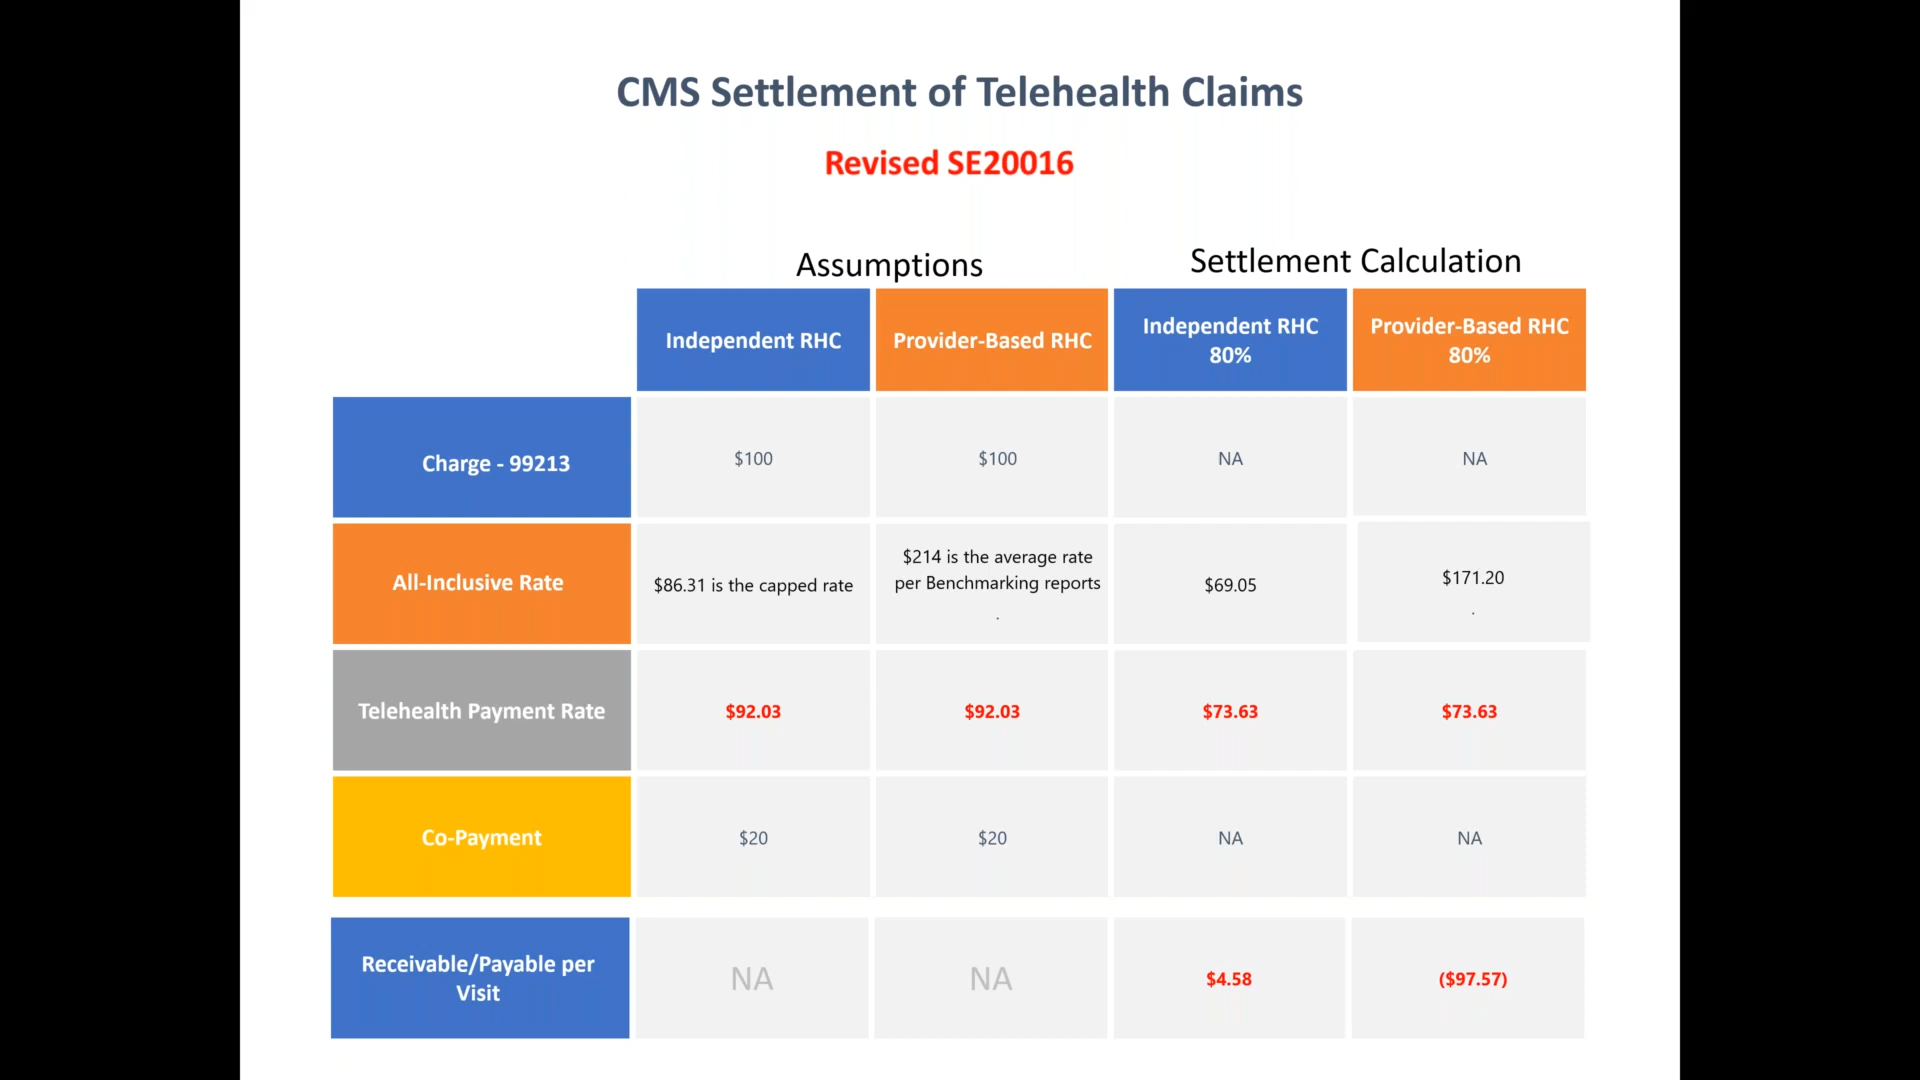 CMS Settlement of Telehealth Claims
Revised SE20016
Assumptions
Settlement Calculation
Independent RHC
Provider-Based RHC
Independent RHC
80%
Provider-Based RHC
80%
Charge - 99213
$100
$100
NA
NA
All-Inclusive Rate
$86.31 is the capped rate
$214 is the average rate
per Benchmarking reports
.
$69.05
$171.20
.
Telehealth Payment Rate
$92.03
$92.03
$73.63
$73.63
Co-Payment
$20
$20
NA
NA
Receivable/Payable per
Visit
NA
NA
$4.58
($97.57)